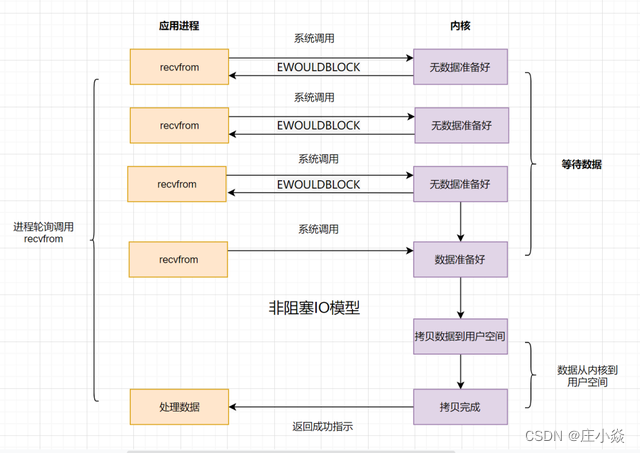 应用进程
内核
系统调用
recvfrom
EWOULDBLOCK
无数据准备好
系统调用
recvfrom
EWOULDBLOCK
无数据准备好
等待数据
系统调用
recvfrom
EWOULDBLOCK
无数据准备好
进程轮询调用
recvfrom
系统调用
recvfrom
数据准备好
非阻塞IO模型
拷贝数据到用户空间
数据从内核到
用户空间
处理数据
拷贝完成
返回成功指示
CSDN @庄小焱